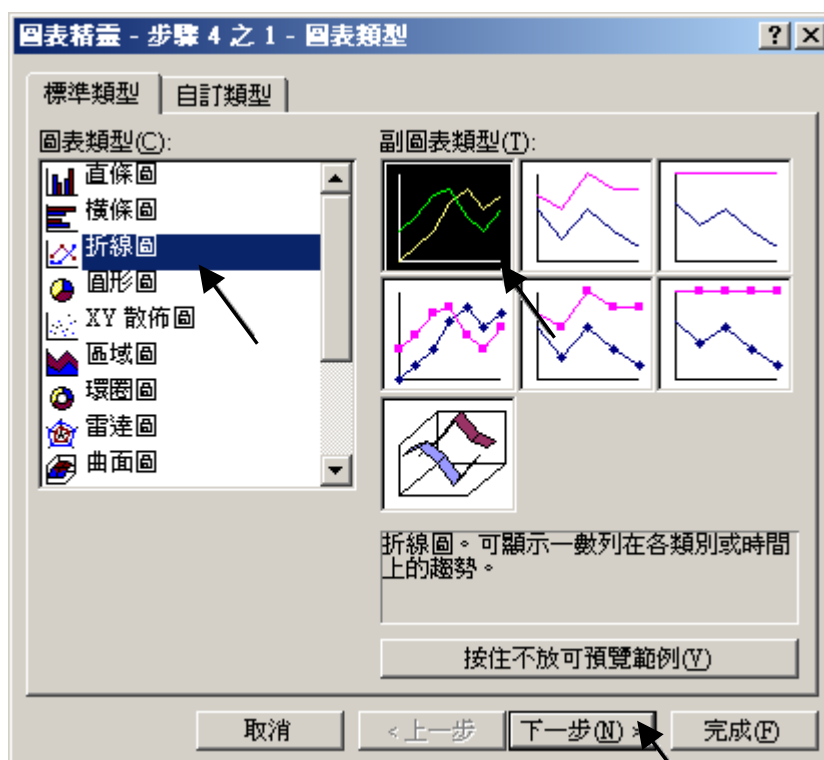 圖表精靈 - 步驟 4 之 1 - 圖表類型
標準類型 自訂類型
圖表類型(C):
直條圖
橫條圖
折線圖
圓形圖
XY 散佈圖
區域圖
環圈圖
雷達圖
曲面圖
副圖表類型(T):
折線圖。可顯示一數列在各類別或時間
上的趨勢。
按住不放可預覽範例(V)
取消 <上一步 下一步(N) > 完成(F)